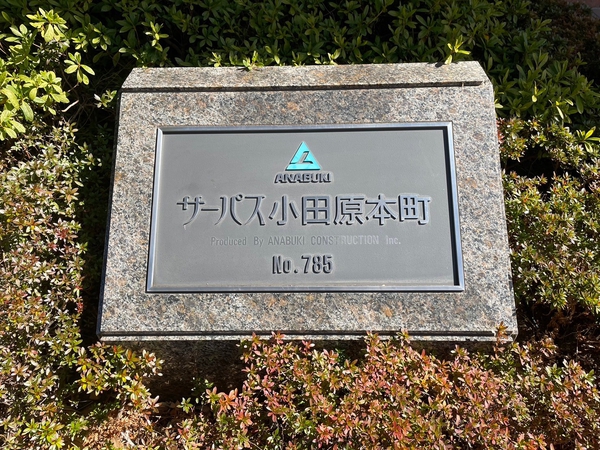 ANABUKI
サーパス小田原本町
Produced By ANABUKI CONSTRUCTION Inc.
No.785